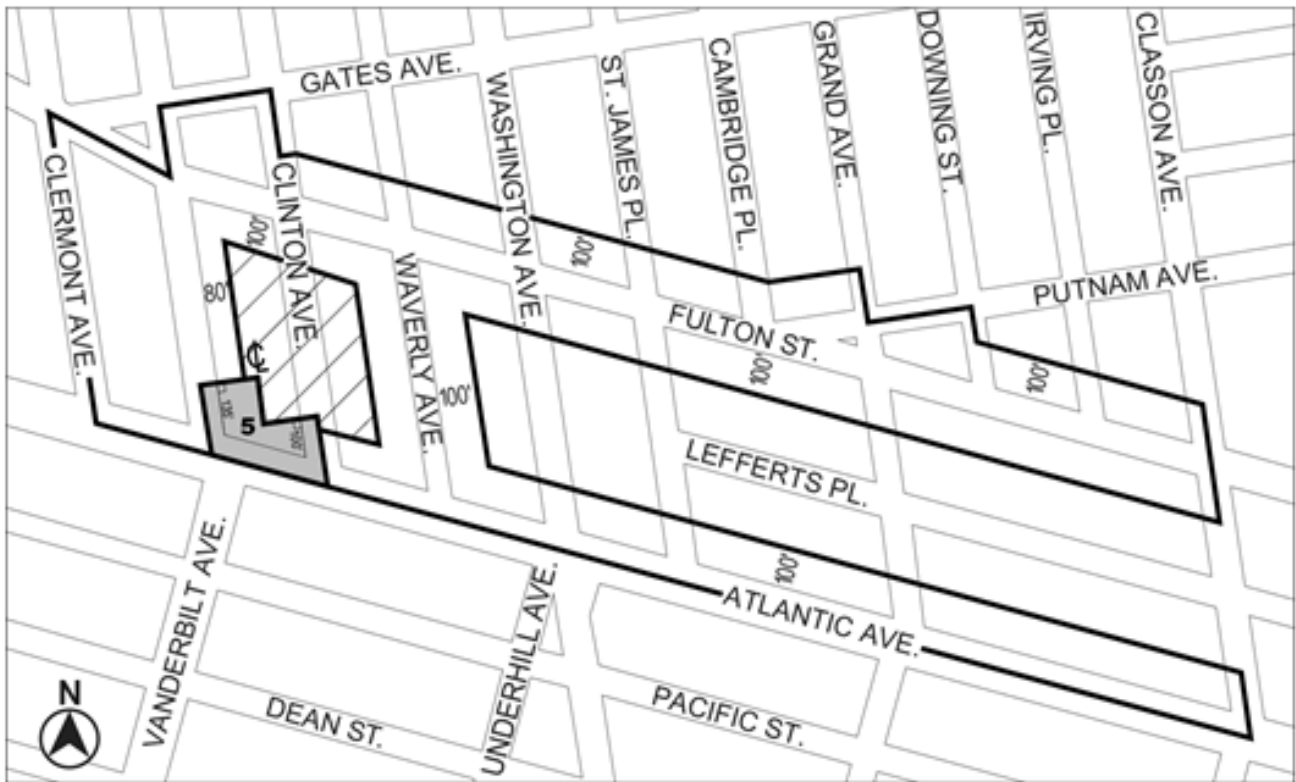 GATES AVE.
CLERMONT AVE.
CLINTON AVE.
WAVERLY AVE.
WASHINGTON AVE.
ST. JAMES PL.
CAMBRIDGE PL.
GRAND AVE.
DOWNING ST.
IRVING PL.
CLASSON AVE.
100'
80'
100'
100'
100'
100'
100'
5
PUTNAM AVE.
FULTON ST.
LEFFERTS PL.
ATLANTIC AVE.
VANDERBILT AVE.
UNDERHILL AVE.
PACIFIC ST.
DEAN ST.
N